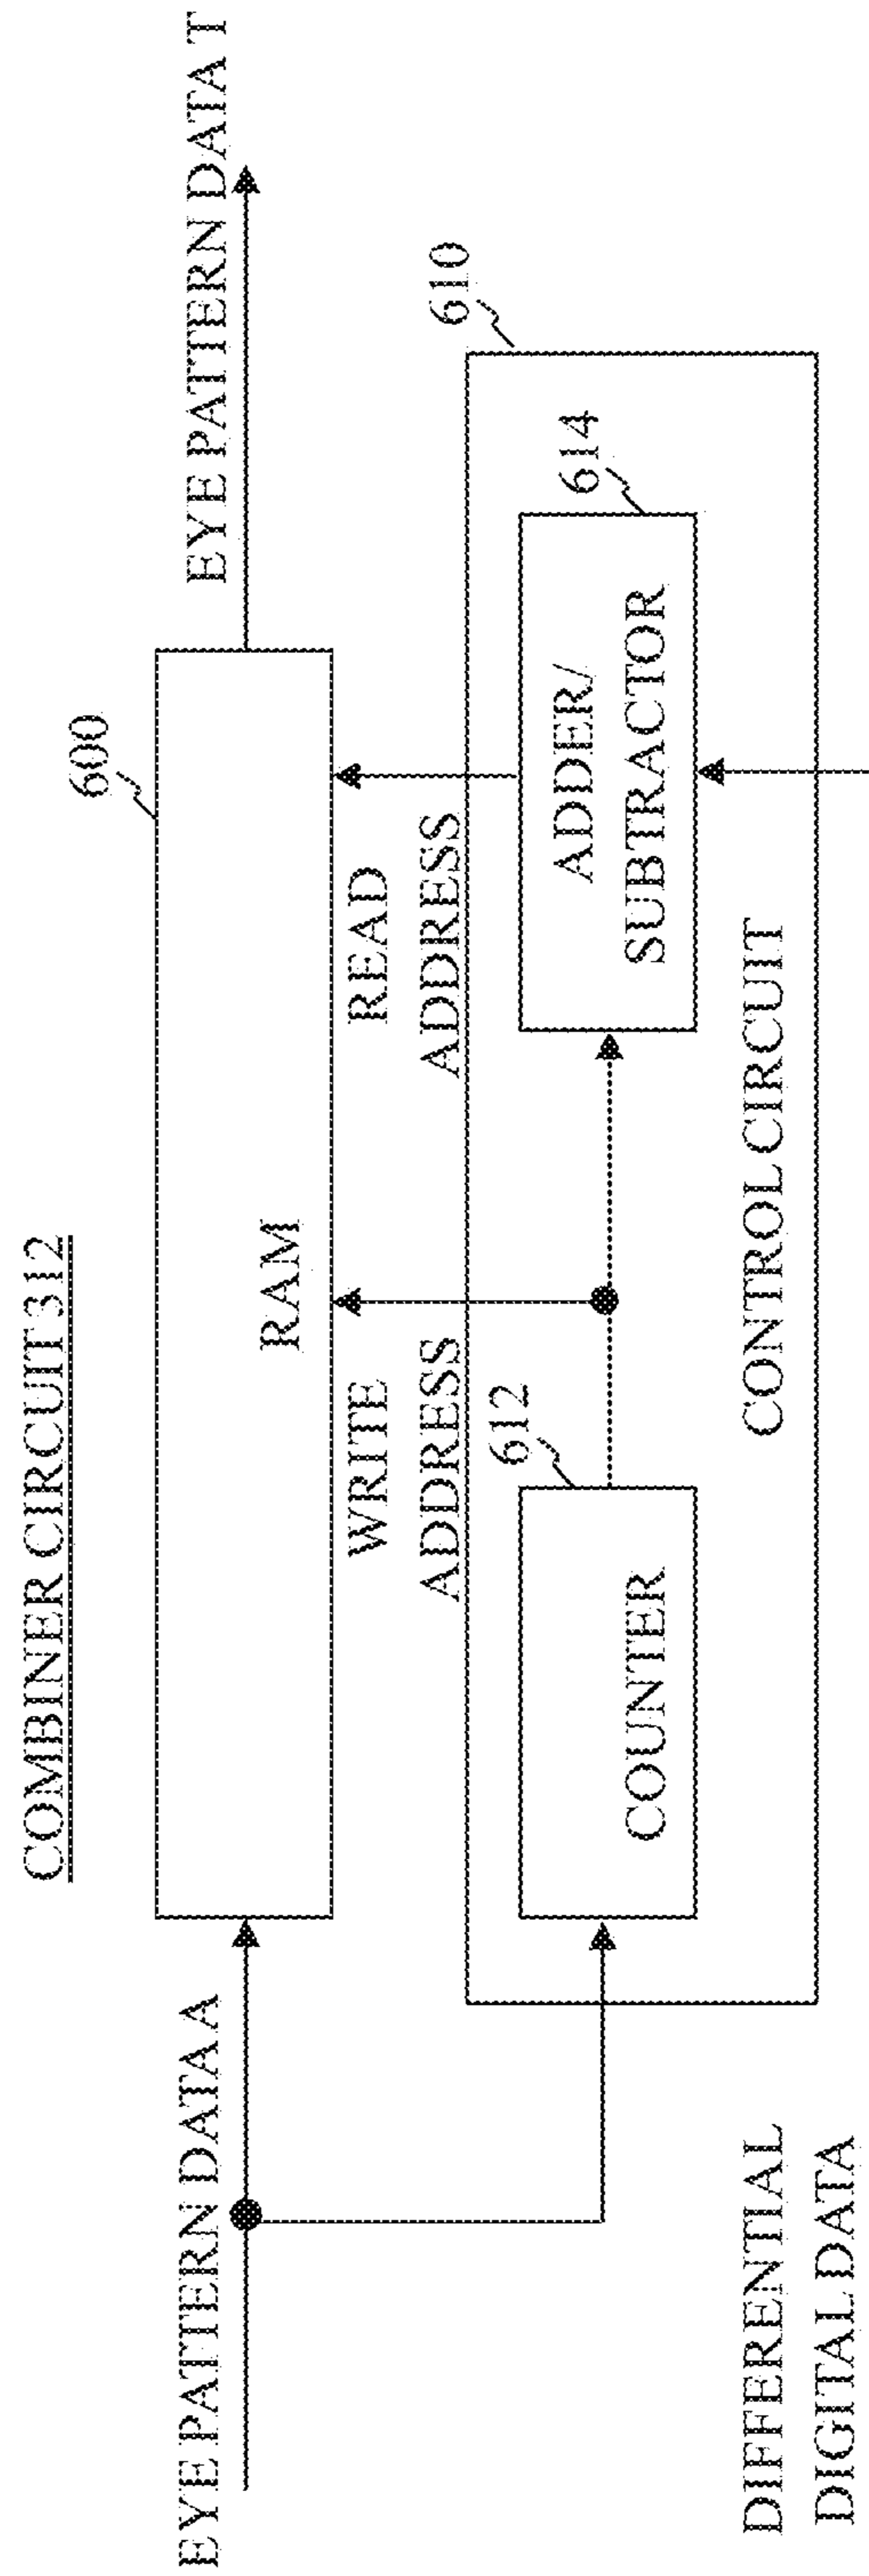 COMBINER CIRCUIT 312
EYE PATTERN DATA A
EYE PATTERN DATA T
600
RAM
WRITE
ADDRESS
READ
ADDRESS
610
612
COUNTER
614
ADDER/
SUBTRACTOR
CONTROL CIRCUIT
DIFFERENTIAL
DIGITAL DATA